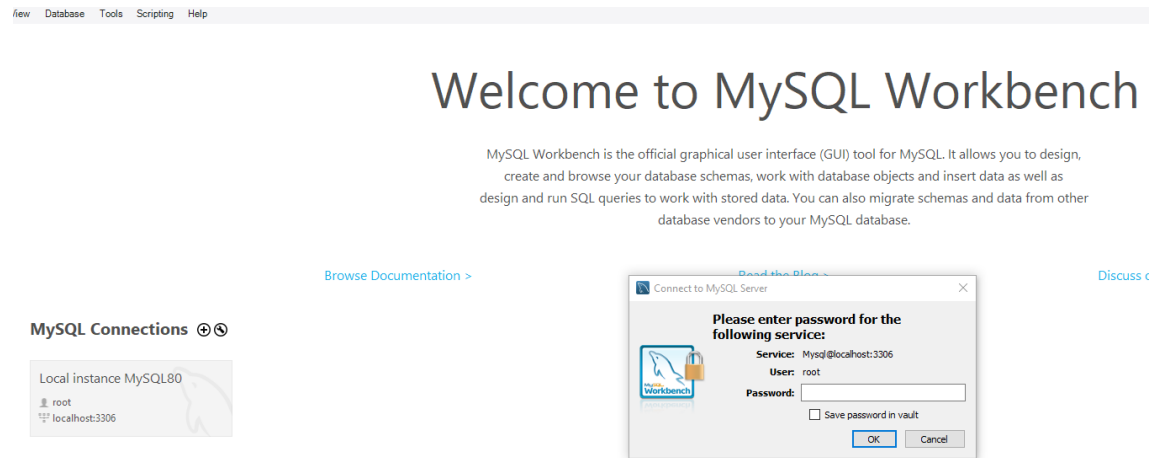 View Database Tools Scripting Help
Welcome to MySQL Workbench
MySQL Workbench is the official graphical user interface (GUI) tool for MySQL. It allows you to design,
create and browse your database schemas, work with database objects and insert data as well as
design and run SQL queries to work with stored data. You can also migrate schemas and data from other
database vendors to your MySQL database.
Browse Documentation >
Read the Blog >
Discuss
MySQL Connections
Local instance MySQL80
root
localhost:3306
Connect to MySQL Server
Please enter password for the
following service:
Service: Mysql@localhost:3306
User: root
Password:
Save password in vault
OK Cancel
MySQL
Workbench